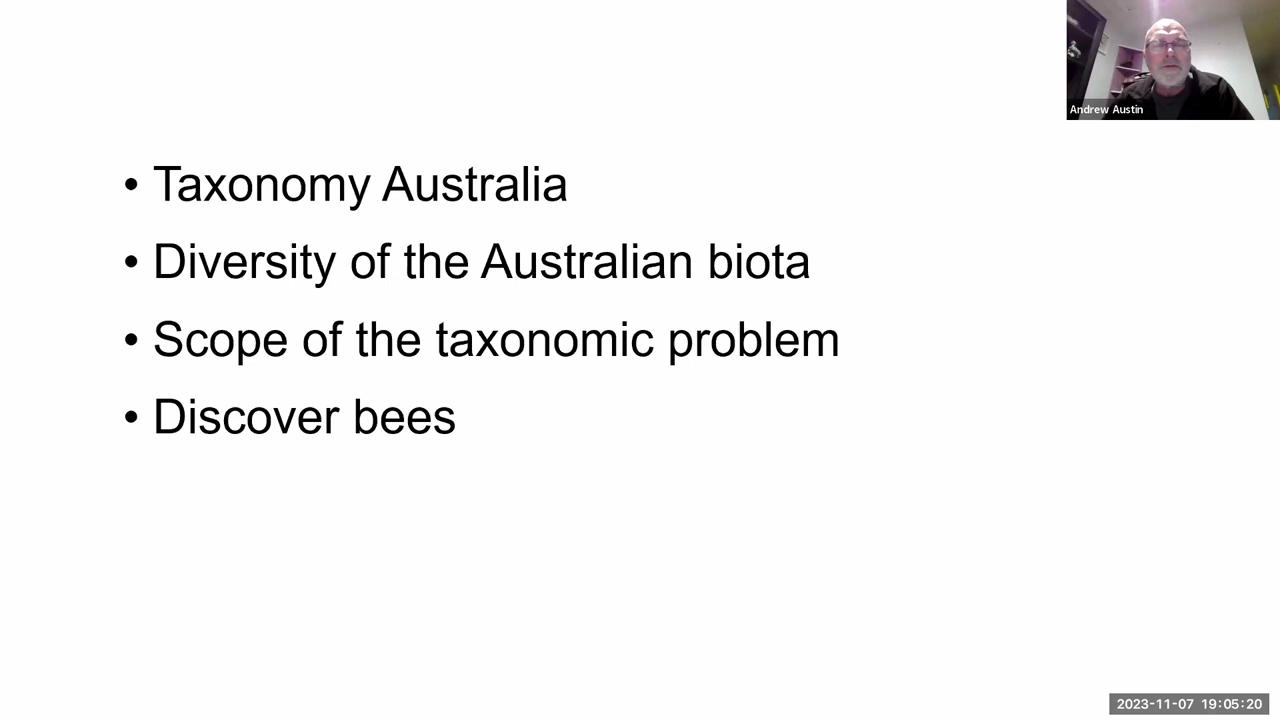 Andrew Austin
• Taxonomy Australia
• Diversity of the Australian biota
• Scope of the taxonomic problem
• Discover bees
2023-11-07 19:05:20